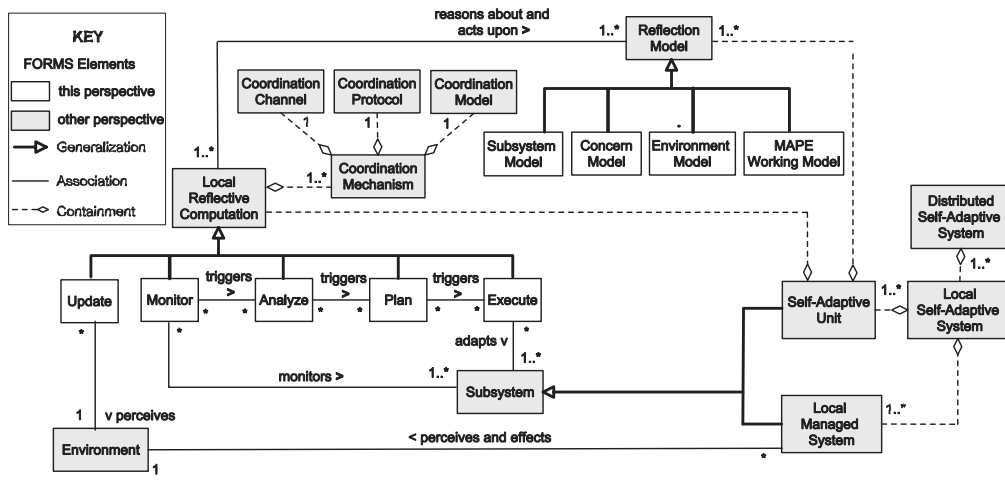 KEY
FORMS Elements
this perspective
other perspective
Generalization
Association
Containment
reasons about and
acts upon >
1..*
Reflection
Model
1..*
Coordination
Channel
Coordination
Protocol
Coordination
Model
1
1
1
Subsystem
Model
Concern
Model
Environment
Model
MAPE
Working Model
1..*
Local
Reflective
Computation
1..*
Coordination
Mechanism
Distributed
Self-Adaptive
System
1..*
Update
Monitor
triggers
>
Analyze
triggers
>
Plan
triggers
>
Execute
* * * * * * * *
Self-Adaptive
Unit
1..*
Local
Self-Adaptive
System
adapts v
1..*
monitors >
1..*
Subsystem
1
v perceives
Environment
1
< perceives and effects
*
Local
Managed
System
1..*